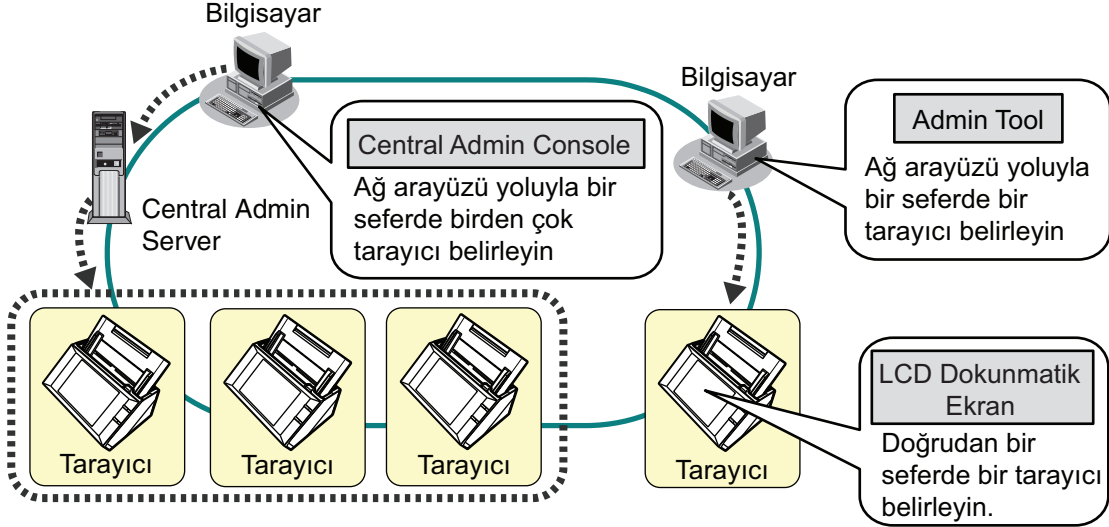 Bilgisayar
Bilgisayar
Central Admin Console
Ağ arayüzü yoluyla bir
seferde birden çok
tarayıcı belirleyin
Admin Tool
Ağ arayüzü yoluyla
bir seferde bir
tarayıcı belirleyin
Central Admin
Server
Tarayıcı
Tarayıcı
Tarayıcı
Tarayıcı
LCD Dokunmatik
Ekran
Doğrudan bir
seferde bir tarayıcı
belirleyin.